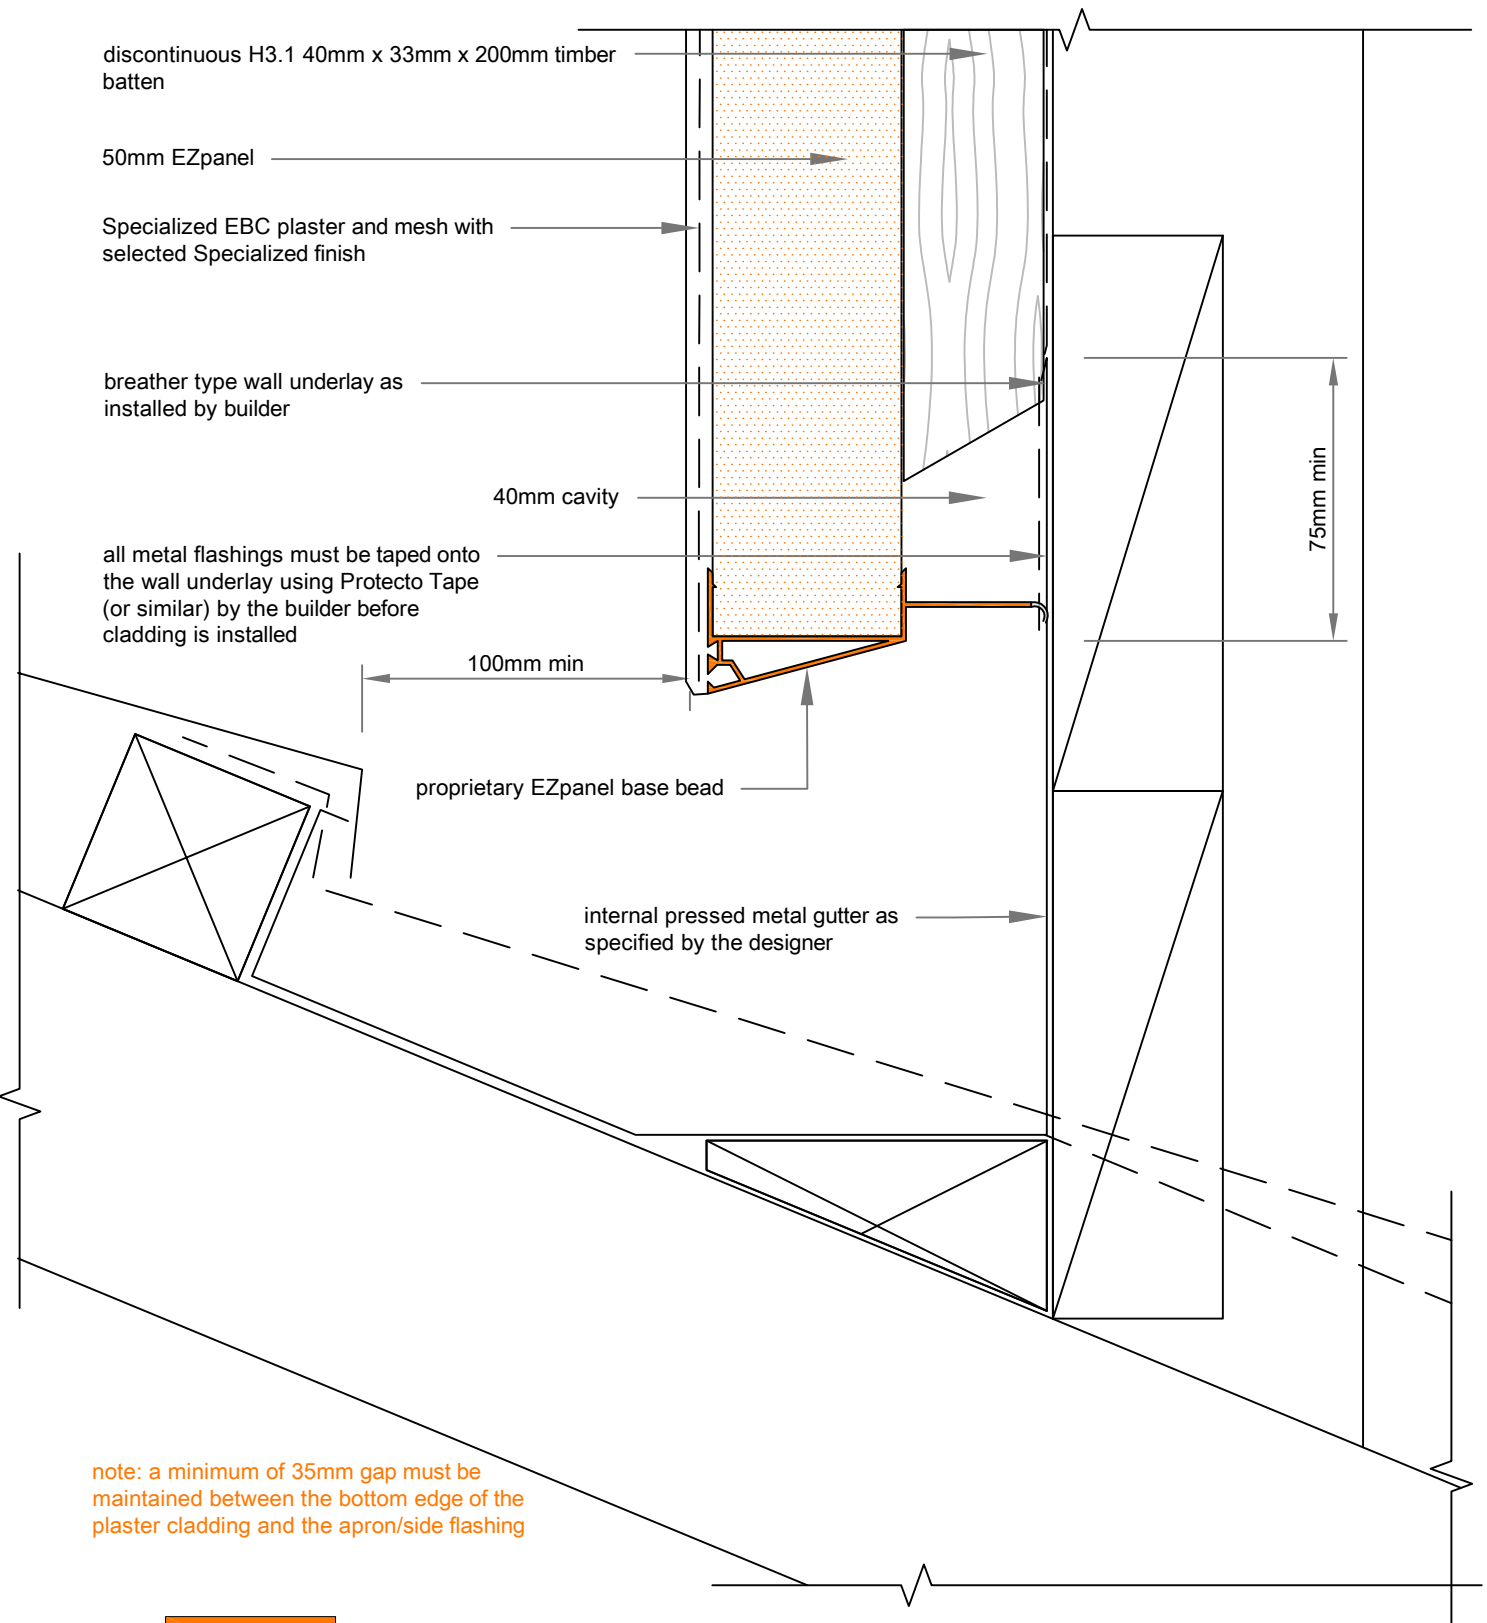 discontinuous H3.1 40mm x 33mm x 200mm timber
batten
50mm EZpanel
Specialized EBC plaster and mesh with
selected Specialized finish
breather type wall underlay as
installed by builder
40mm cavity
75mm min
all metal flashings must be taped onto
the wall underlay using Protecto Tape
(or similar) by the builder before
cladding is installed
100mm min
proprietary EZpanel base bead
internal pressed metal gutter as
specified by the designer
note: a minimum of 35mm gap must be
maintained between the bottom edge of the
plaster cladding and the apron/side flashing